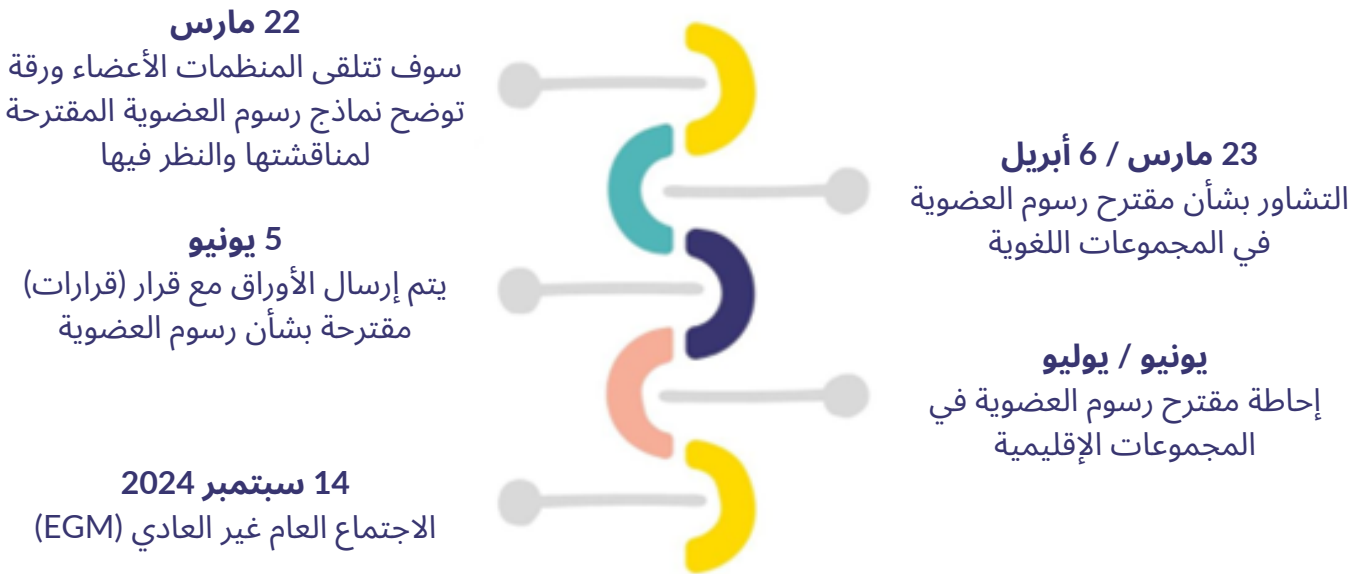 22 مارس
سوف تتلقى المنظمات الأعضاء ورقة
توضح نماذج رسوم العضوية المقترحة
لمناقشتها والنظر فيها
23 مارس / 6 أبريل
التشاور بشأن مقترح رسوم العضوية
في المجموعات اللغوية
5 يونيو
يتم إرسال الأوراق مع قرار (قرارات)
مقترحة بشأن رسوم العضوية
يونيو / يوليو
إحاطة مقترح رسوم العضوية في
المجموعات الإقليمية
14 سبتمبر 2024
الاجتماع العام غير العادي (EGM)